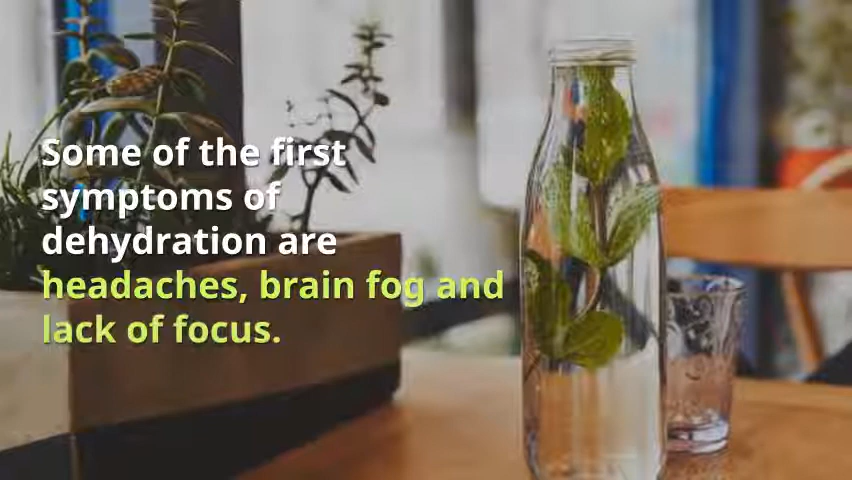 Some of the first
symptoms of
dehydration are
headaches, brain fog and
lack of focus.